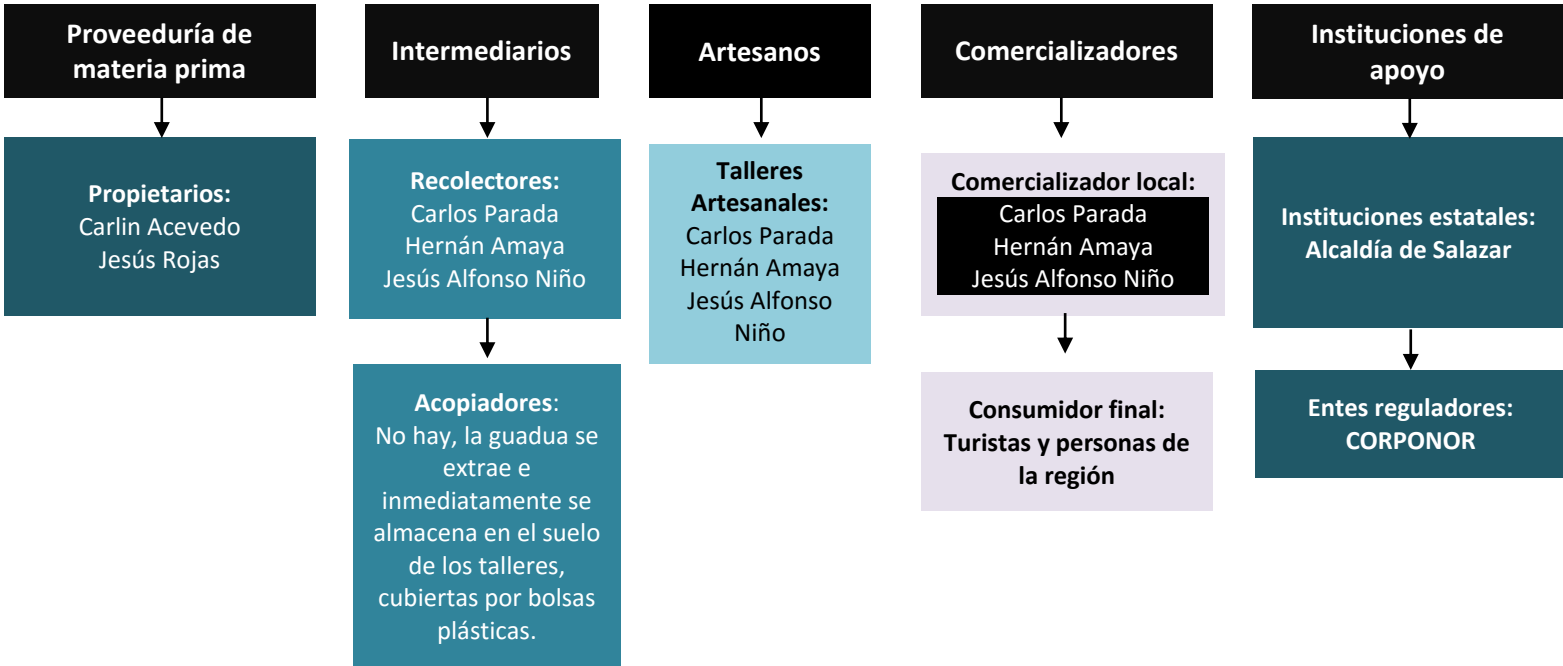 Proveeduría de
materia prima
Intermediarios
Artesanos
Comercializadores
Instituciones de
apoyo
Propietarios:
Carlin Acevedo
Jesús Rojas
Recolectores:
Carlos Parada
Hernán Amaya
Jesús Alfonso Niño
Acopiadores:
No hay, la guadua se
extrae e
inmediatamente se
almacena en el suelo
de los talleres,
cubiertas por bolsas
plásticas.
Talleres
Artesanales:
Carlos Parada
Hernán Amaya
Jesús Alfonso
Niño
Comercializador local:
Carlos Parada
Hernán Amaya
Jesús Alfonso Niño
Consumidor final:
Turistas y personas de
la región
Instituciones estatales:
Alcaldía de Salazar
Entes reguladores:
CORPONOR